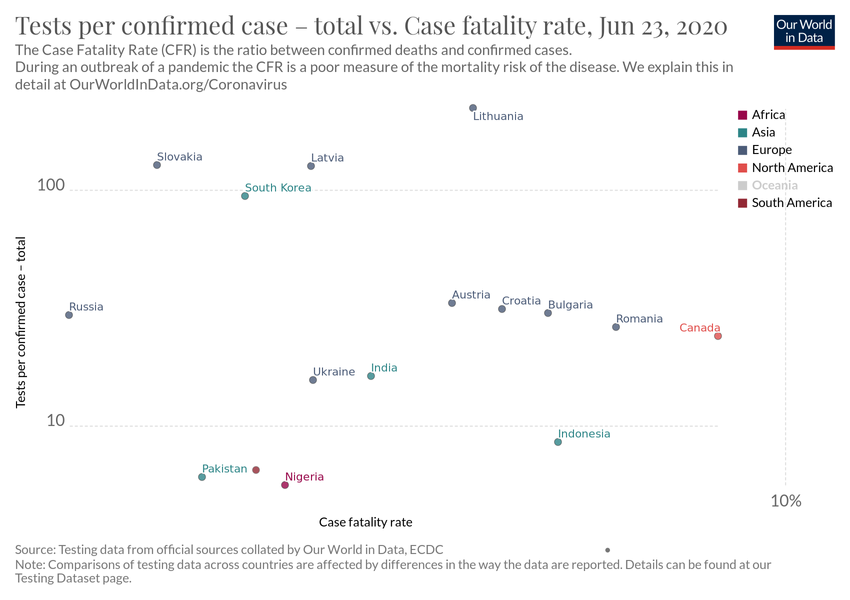 Tests per confirmed case – total vs. Case fatality rate, Jun 23, 2020
Our World
in Data
The Case Fatality Rate (CFR) is the ratio between confirmed deaths and confirmed cases.
During an outbreak of a pandemic the CFR is a poor measure of the mortality risk of the disease. We explain this in
detail at OurWorldInData.org/Coronavirus
Lithuania
Africa
Asia
Europe
North America
Oceania
South America
Slovakia
Latvia
100
South Korea
Tests per confirmed case – total
Russia
Austria
Croatia
Bulgaria
Romania
Canada
Ukraine
India
10
Indonesia
Pakistan
Nigeria
10%
Case fatality rate
Source: Testing data from official sources collated by Our World in Data, ECDC
Note: Comparisons of testing data across countries are affected by differences in the way the data are reported. Details can be found at our
Testing Dataset page.